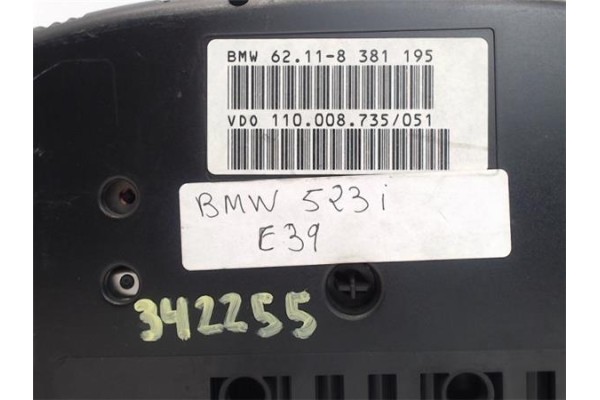 BMW 62.11-8 381 195
VDO 110.008.735/051
BMW 523i
E39
342255